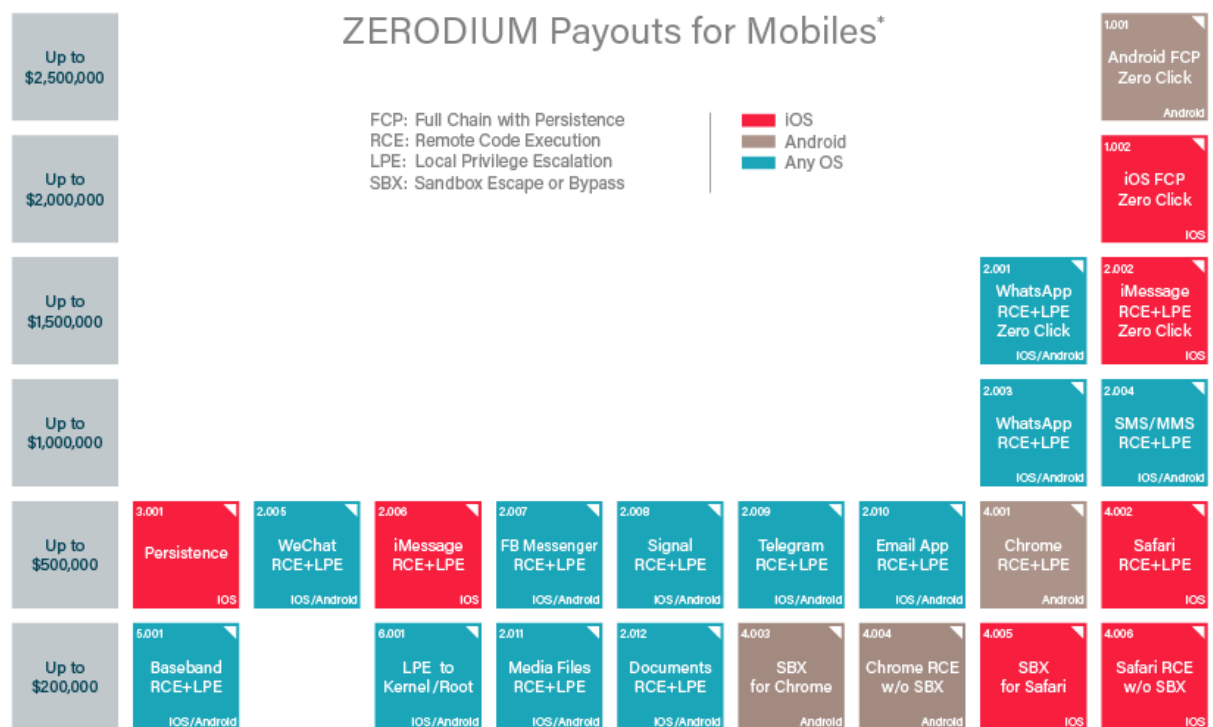 ZERODIUM Payouts for Mobiles*
FCP: Full Chain with Persistence
RCE: Remote Code Execution
LPE: Local Privilege Escalation
SBX: Sandbox Escape or Bypass
iOS
Android
Any OS
Up to
$2,500,000
1.001
Android FCP
Zero Click
Android
Up to
$2,000,000
1.002
iOS FCP
Zero Click
IOS
Up to
$1,500,000
2.001
WhatsApp
RCE+LPE
Zero Click
IOS/Android
2.002
iMessage
RCE+LPE
Zero Click
IOS
Up to
$1,000,000
2.003
WhatsApp
RCE+LPE
IOS/Android
2.004
SMS/MMS
RCE+LPE
IOS/Android
Up to
$500,000
3.001
Persistence
IOS
2.005
WeChat
RCE+LPE
IOS/Android
2.006
iMessage
RCE+LPE
IOS
2.007
FB Messenger
RCE+LPE
IOS/Android
2.008
Signal
RCE+LPE
IOS/Android
2.009
Telegram
RCE+LPE
IOS/Android
2.010
Email App
RCE+LPE
IOS/Android
4.001
Chrome
RCE+LPE
Android
4.002
Safari
RCE+LPE
IOS
Up to
$200,000
5.001
Baseband
RCE+LPE
IOS/Android
6.001
LPE to
Kernel/Root
IOS/Android
2.011
Media Files
RCE+LPE
IOS/Android
2.012
Documents
RCE+LPE
IOS/Android
4.003
SBX
for Chrome
Android
4.004
Chrome RCE
w/o SBX
Android
4.005
SBX
for Safari
IOS
4.006
Safari RCE
w/o SBX
IOS